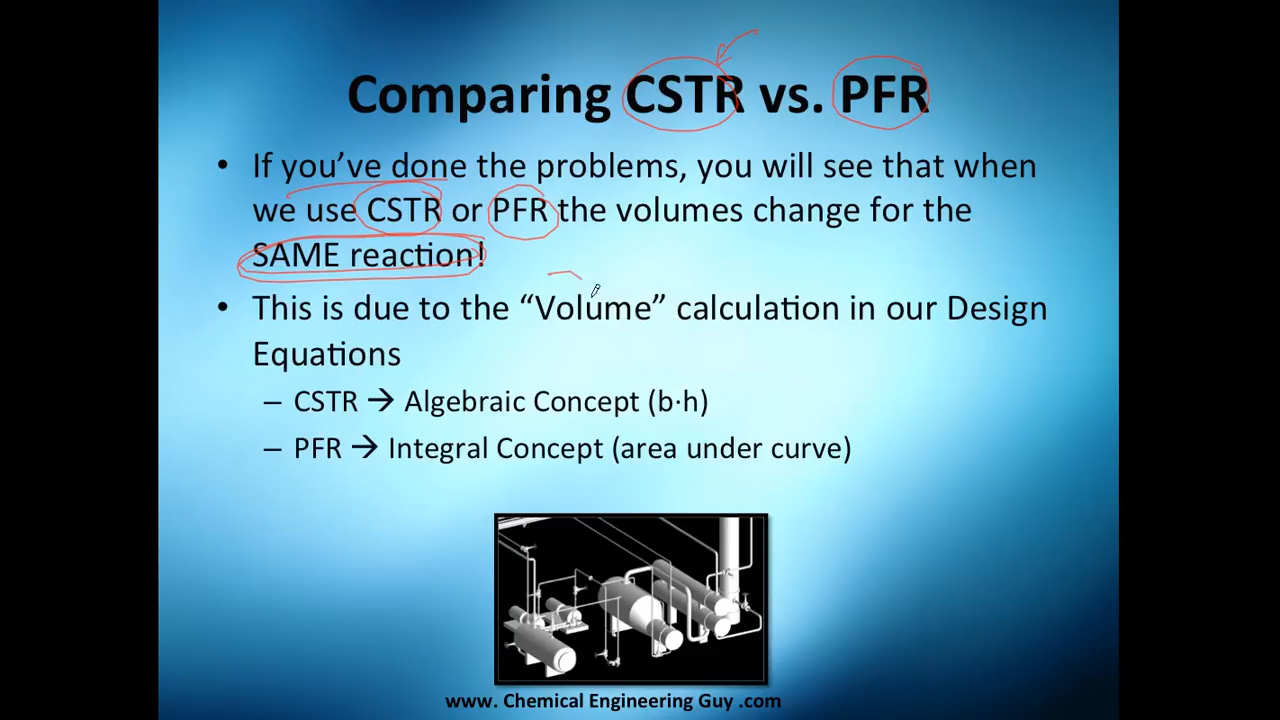 Comparing CSTR vs. PFR
• If you’ve done the problems, you will see that when
we use CSTR or PFR the volumes change for the
SAME reaction!
• This is due to the “Volume” calculation in our Design
Equations
– CSTR → Algebraic Concept (b·h)
– PFR → Integral Concept (area under curve)
www. Chemical Engineering Guy .com